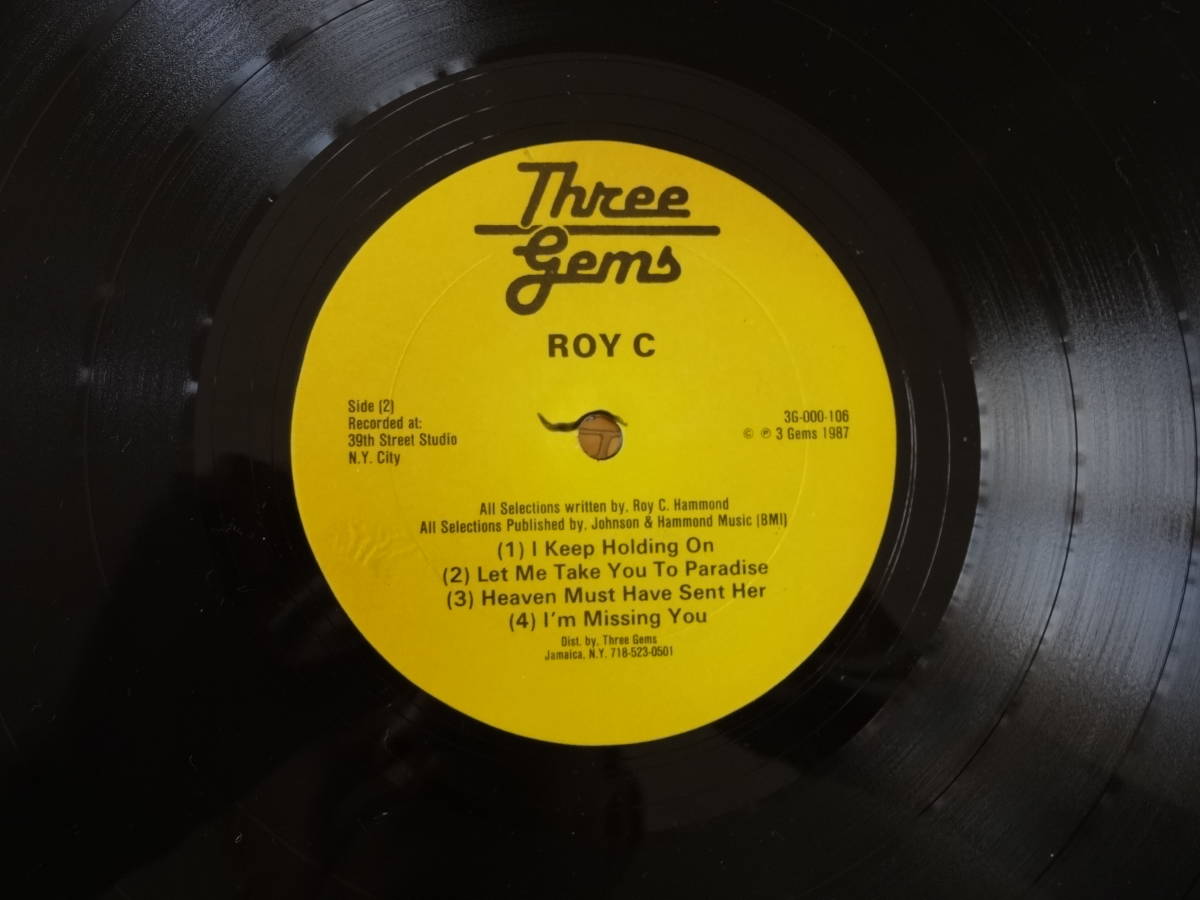 Three
Gems
ROY C
Side (2)
Recorded at:
39th Street Studio
N.Y. City
3G-000-106
© ℗ 3 Gems 1987
All Selections written by. Roy C. Hammond
All Selections Published by. Johnson & Hammond Music (BMI)
(1) I Keep Holding On
(2) Let Me Take You To Paradise
(3) Heaven Must Have Sent Her
(4) I'm Missing You
Dist. by. Three Gems
Jamaica, N.Y. 718-523-0501